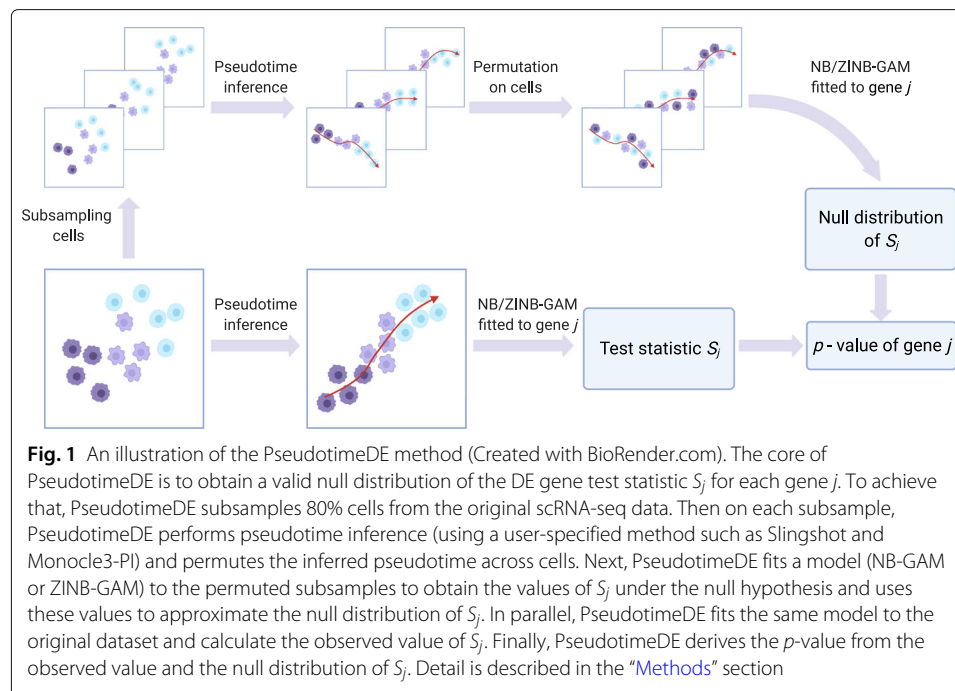 Pseudotime
inference
Permutation
on cells
NB/ZINB-GAM
fitted to gene j
Subsampling
cells
Null distribution
of Sj
Pseudotime
inference
NB/ZINB-GAM
fitted to gene j
Test statistic Sj
p - value of gene j
Fig. 1 An illustration of the PseudotimeDE method (Created with BioRender.com). The core of
PseudotimeDE is to obtain a valid null distribution of the DE gene test statistic Sj for each gene j. To achieve
that, PseudotimeDE subsamples 80% cells from the original scRNA-seq data. Then on each subsample,
PseudotimeDE performs pseudotime inference (using a user-specified method such as Slingshot and
Monocle3-PI) and permutes the inferred pseudotime across cells. Next, PseudotimeDE fits a model (NB-GAM
or ZINB-GAM) to the permuted subsamples to obtain the values of Sj under the null hypothesis and uses
these values to approximate the null distribution of Sj. In parallel, PseudotimeDE fits the same model to the
original dataset and calculate the observed value of Sj. Finally, PseudotimeDE derives the p-value from the
observed value and the null distribution of Sj. Detail is described in the “Methods” section